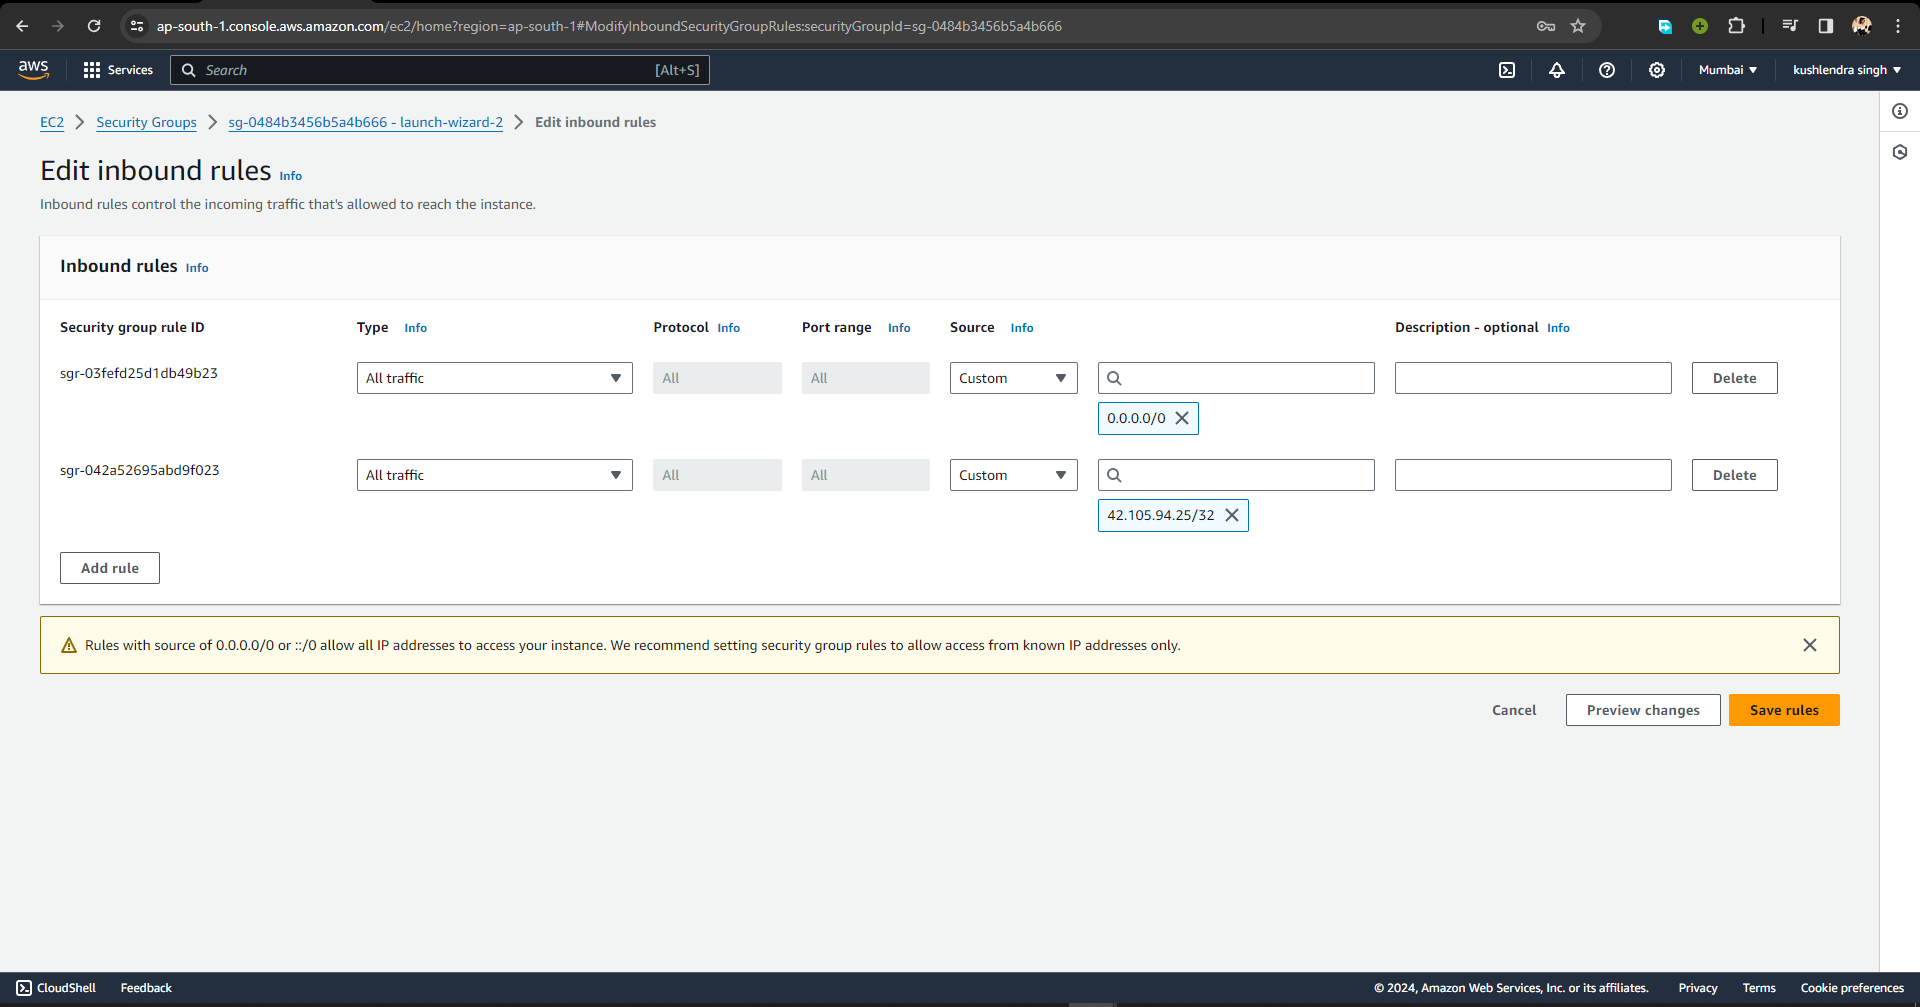 ap-south-1.console.aws.amazon.com/ec2/home?region=ap-south-1#ModifyInboundSecurityGroupRules:securityGroupId=sg-0484b3456b5a4b666
aws Services Search [Alt+S] Mumbai kushlendra singh
EC2 Security Groups sg-0484b3456b5a4b666 - launch-wizard-2 Edit inbound rules
Edit inbound rules Info
Inbound rules control the incoming traffic that's allowed to reach the instance.
Inbound rules Info
Security group rule ID Type Info Protocol Info Port range Info Source Info Description - optional Info
sgr-03fefd25d1db49b23 All traffic All All Custom Delete
0.0.0.0/0
sgr-042a52695abd9f023 All traffic All All Custom Delete
42.105.94.25/32
Add rule
Rules with source of 0.0.0.0/0 or ::/0 allow all IP addresses to access your instance. We recommend setting security group rules to allow access from known IP addresses only.
Cancel Preview changes Save rules
CloudShell Feedback © 2024, Amazon Web Services, Inc. or its affiliates. Privacy Terms Cookie preferences